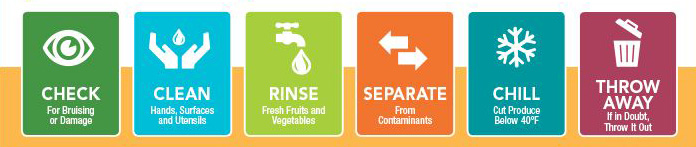 CHECK
For Bruising
or Damage
CLEAN
Hands, Surfaces
and Utensils
RINSE
Fresh Fruits and
Vegetables
SEPARATE
From
Contaminants
CHILL
Cut Produce
Below 40°F
THROW
AWAY
If in Doubt,
Throw It Out